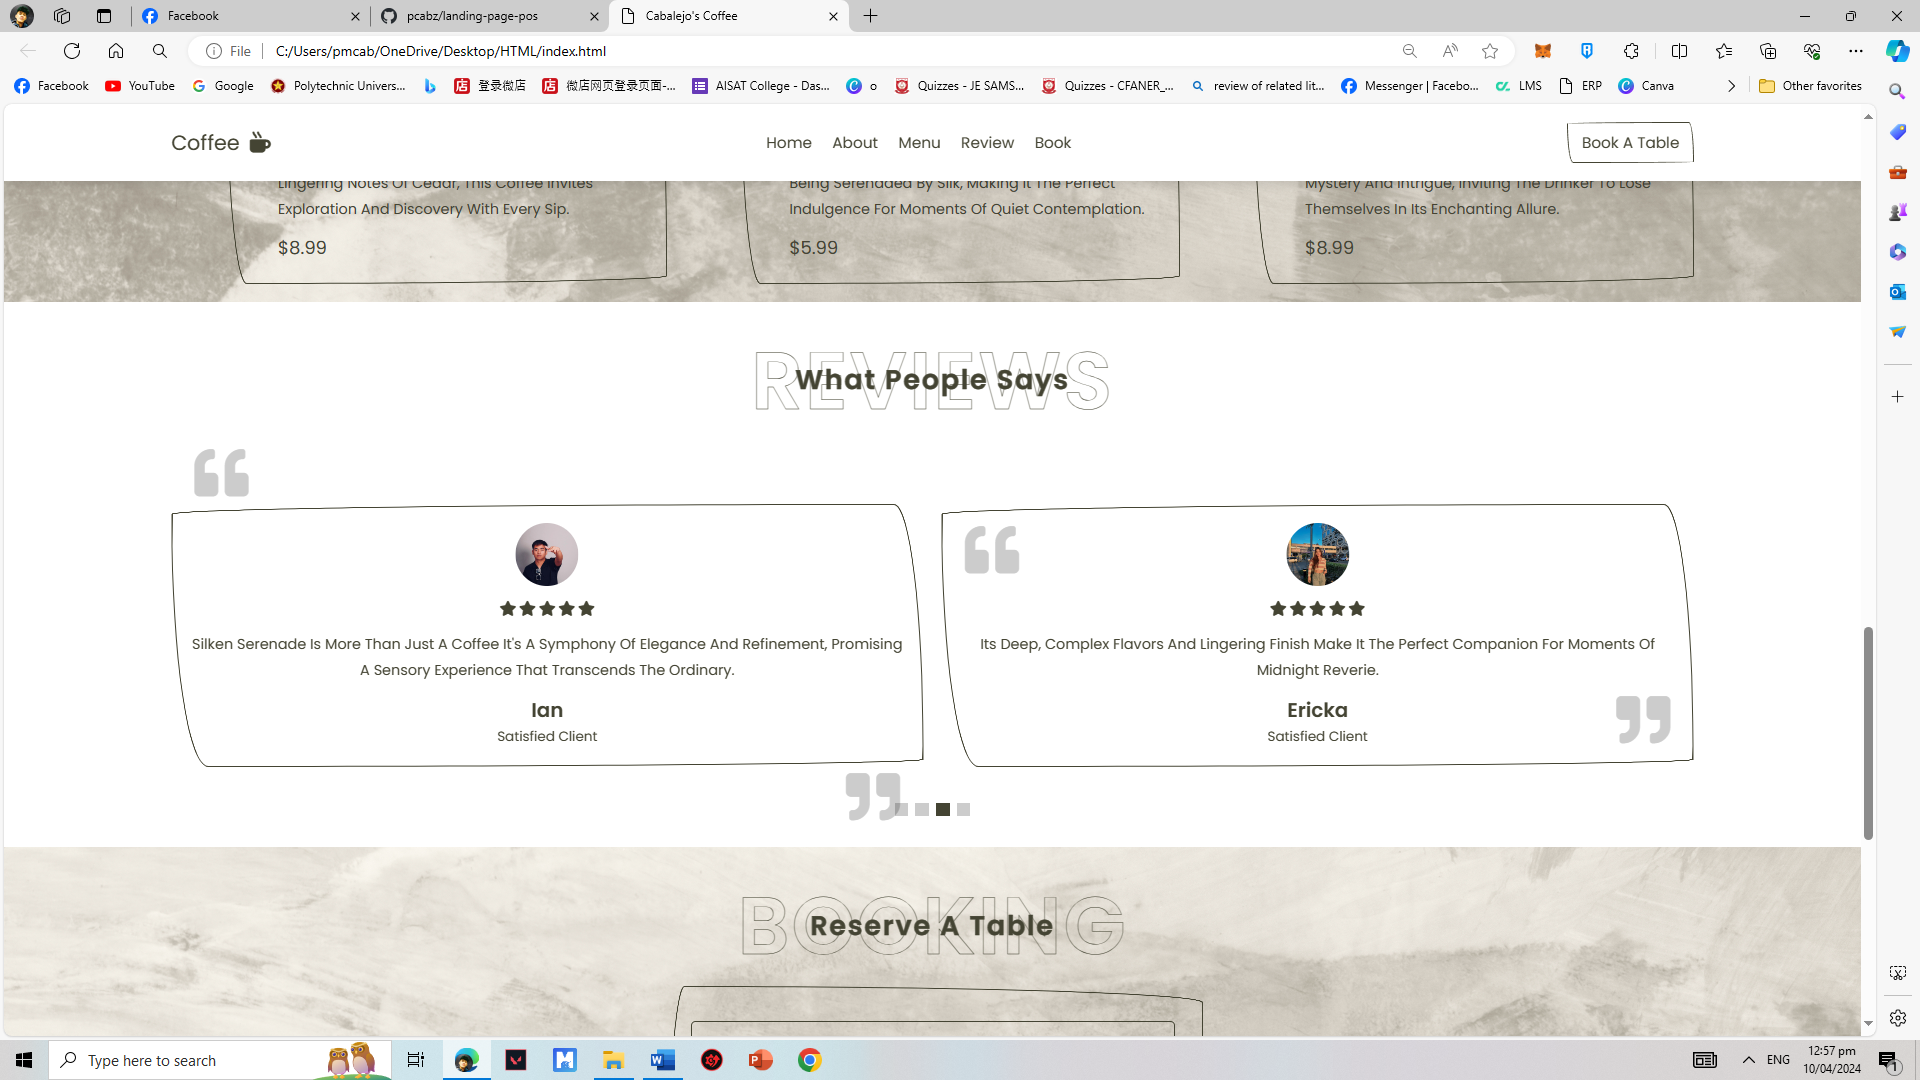 Facebook
pcabz/landing-page-pos
Cabalejo's Coffee
File
C:/Users/pmcab/OneDrive/Desktop/HTML/index.html
Facebook
YouTube
Google
Polytechnic Univers...
登录微店
微店网页登录页面-...
AISAT College - Das...
o
Quizzes - JE SAMS...
Quizzes - CFANER_...
review of related lit...
Messenger | Facebo...
LMS
ERP
Canva
Other favorites
Coffee
Home About Menu Review Book
Book A Table
Lingering Notes Of Cedar, This Coffee Invites
Exploration And Discovery With Every Sip.
$8.99
Being Serenaded By Silk, Making It The Perfect
Indulgence For Moments Of Quiet Contemplation.
$5.99
Mystery And Intrigue, Inviting The Drinker To Lose
Themselves In Its Enchanting Allure.
$8.99
REVIEWS
What People Says
Silken Serenade Is More Than Just A Coffee It's A Symphony Of Elegance And Refinement, Promising
A Sensory Experience That Transcends The Ordinary.
Ian
Satisfied Client
Its Deep, Complex Flavors And Lingering Finish Make It The Perfect Companion For Moments Of
Midnight Reverie.
Ericka
Satisfied Client
BOOKING
Reserve A Table
Type here to search
ENG
12:57 pm
10/04/2024
1